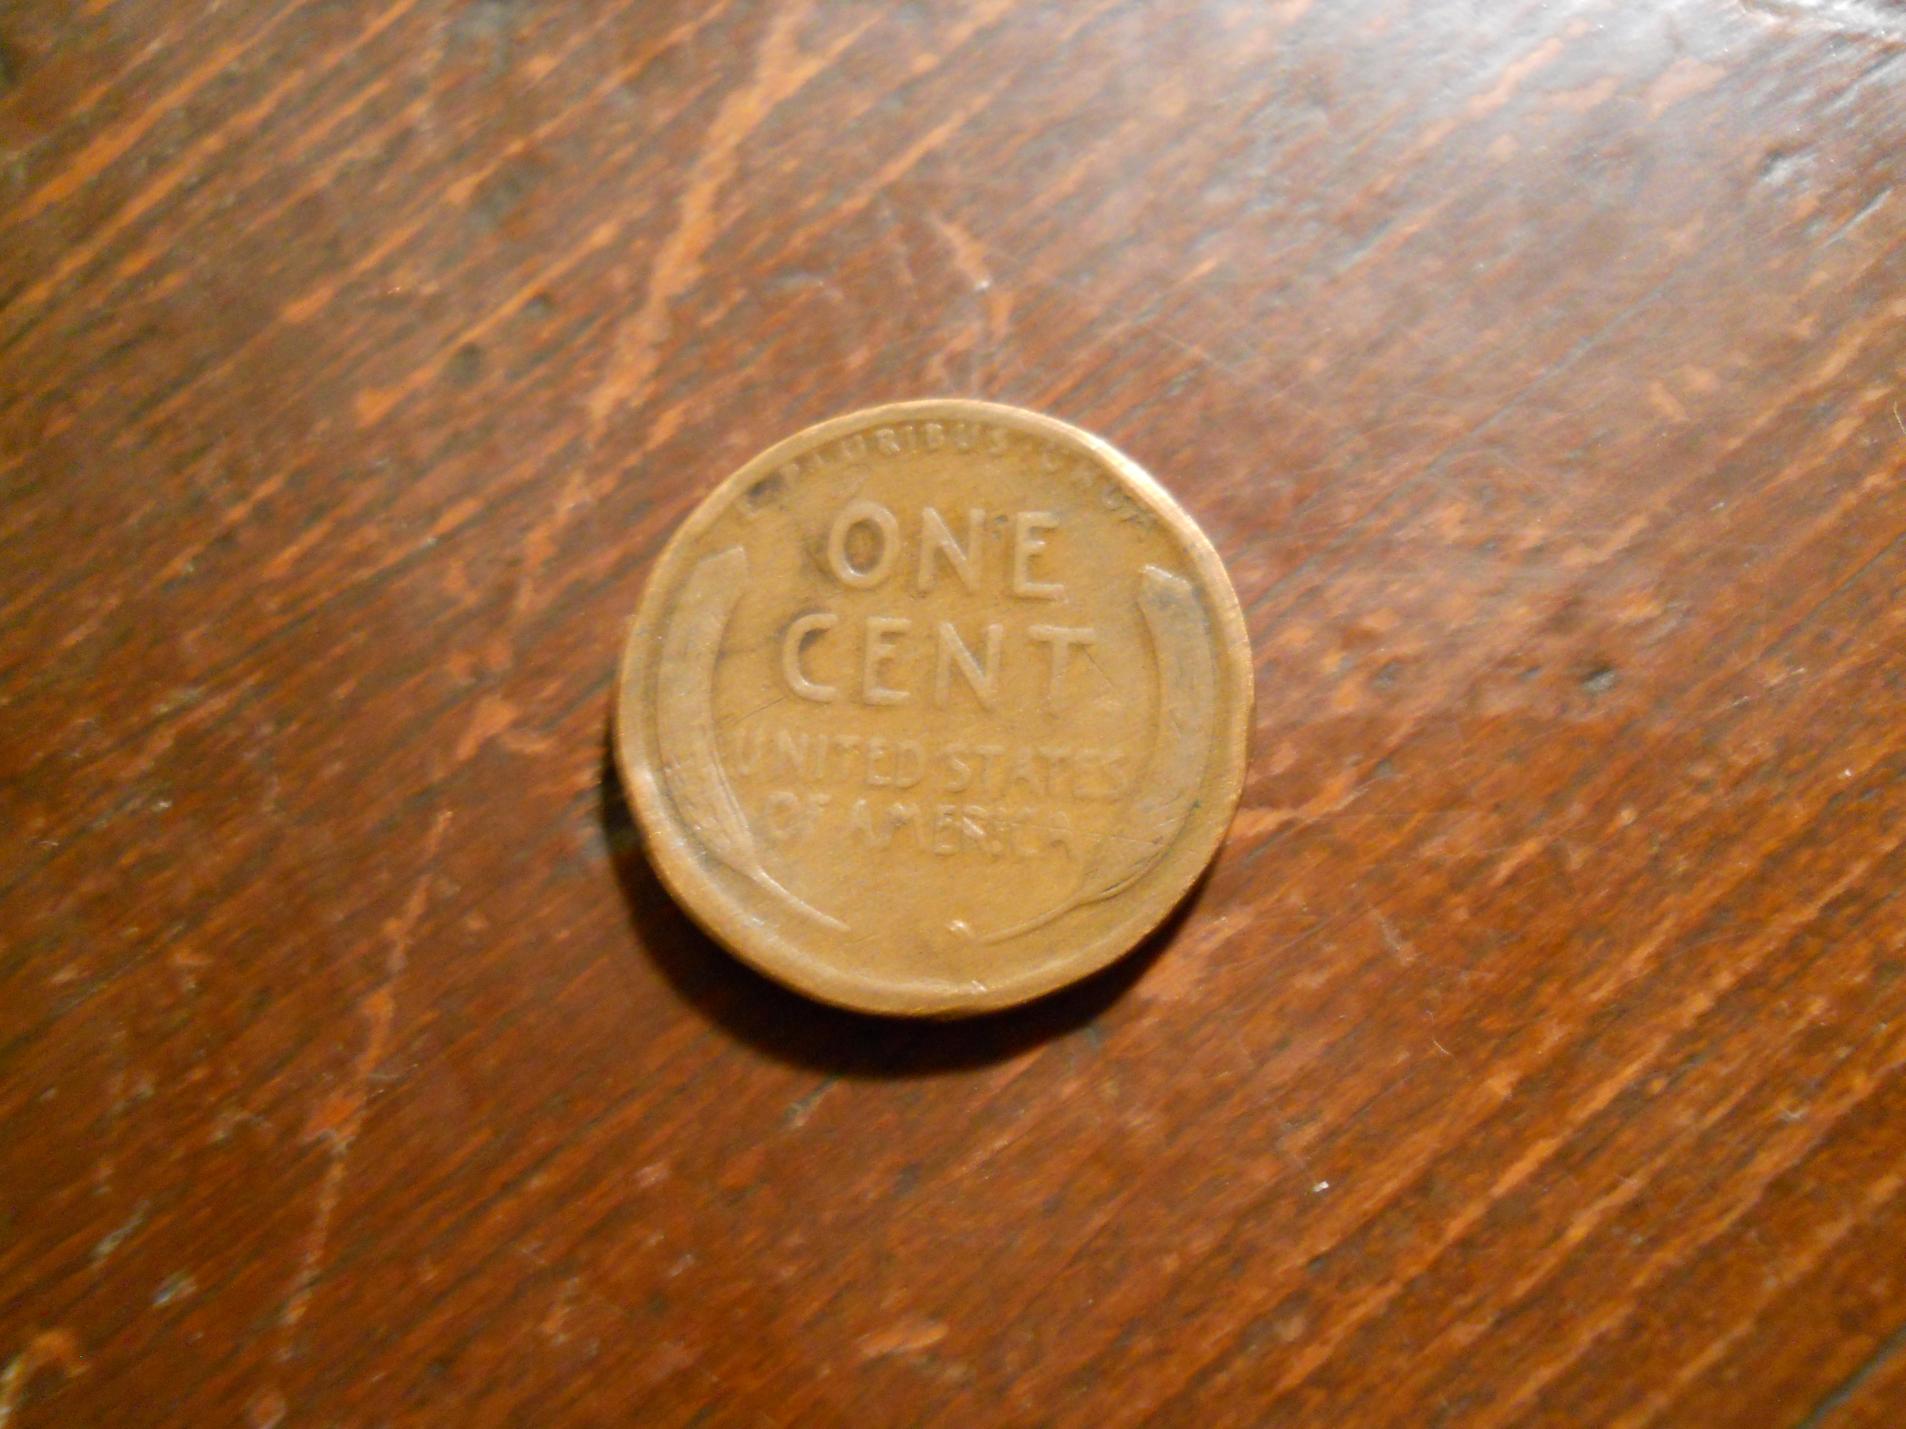 E PLURIBUS UNUM
ONE
CENT
UNITED STATES
OF AMERICA